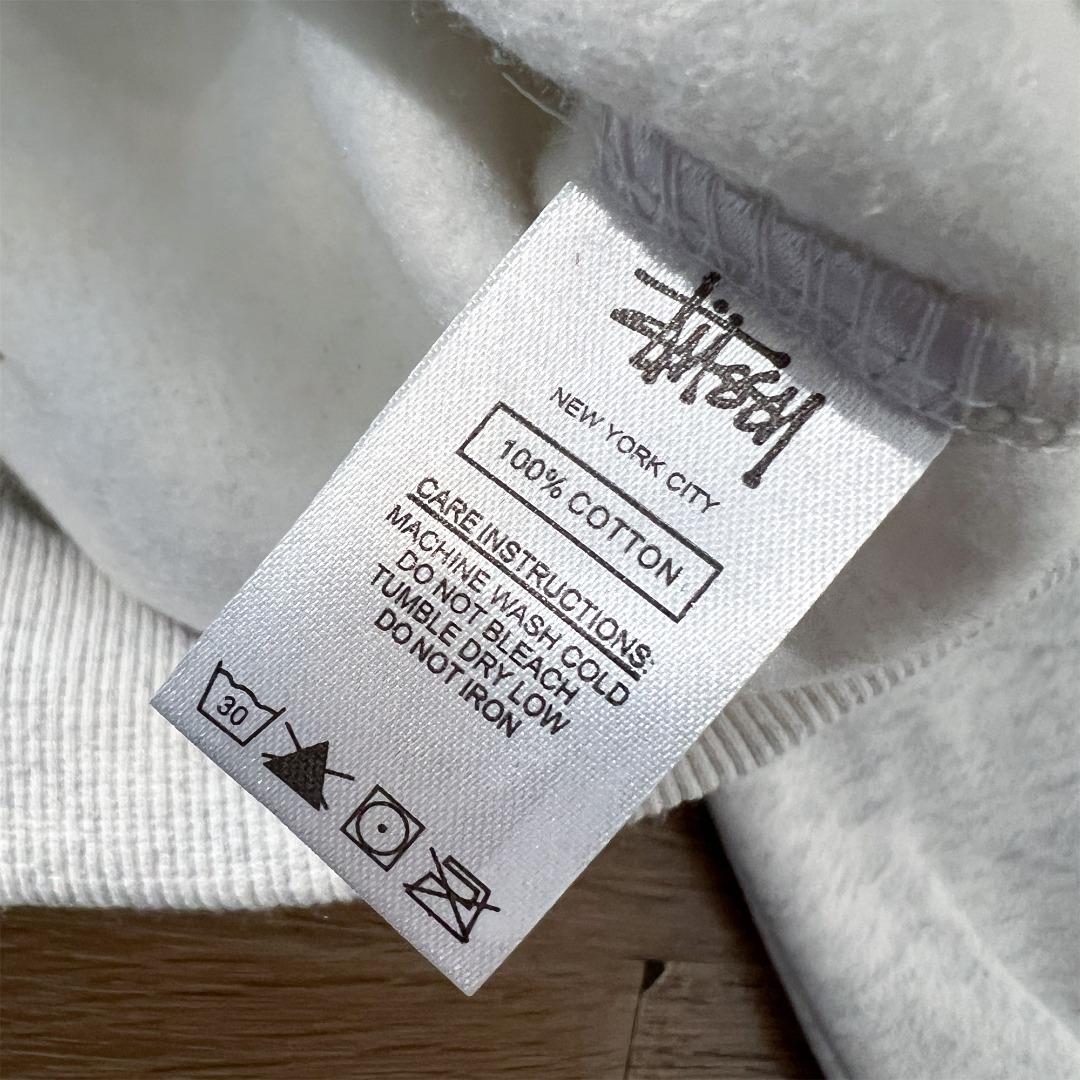 Stüssy
NEW YORK CITY
100% COTTON
CARE INSTRUCTIONS:
MACHINE WASH COLD
DO NOT BLEACH
TUMBLE DRY LOW
DO NOT IRON
30